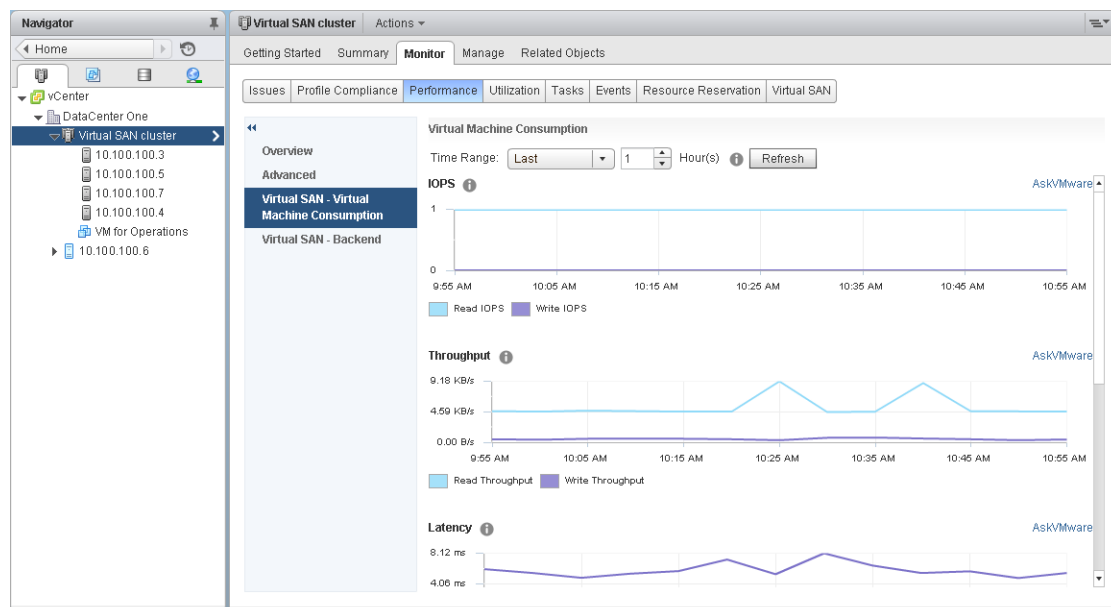 Navigator
Home
vCenter
DataCenter One
Virtual SAN cluster
10.100.100.3
10.100.100.5
10.100.100.7
10.100.100.4
VM for Operations
10.100.100.6
Virtual SAN cluster Actions
Getting Started Summary Monitor Manage Related Objects
Issues Profile Compliance Performance Utilization Tasks Events Resource Reservation Virtual SAN
Overview
Advanced
Virtual SAN - Virtual
Machine Consumption
Virtual SAN - Backend
Virtual Machine Consumption
Time Range: Last 1 Hour(s) Refresh
IOPS AskVMware
1
0
9:55 AM 10:05 AM 10:15 AM 10:25 AM 10:35 AM 10:45 AM 10:55 AM
Read IOPS Write IOPS
Throughput AskVMware
9.18 KB/s
4.59 KB/s
0.00 B/s
9:55 AM 10:05 AM 10:15 AM 10:25 AM 10:35 AM 10:45 AM 10:55 AM
Read Throughput Write Throughput
Latency AskVMware
8.12 ms
4.06 ms